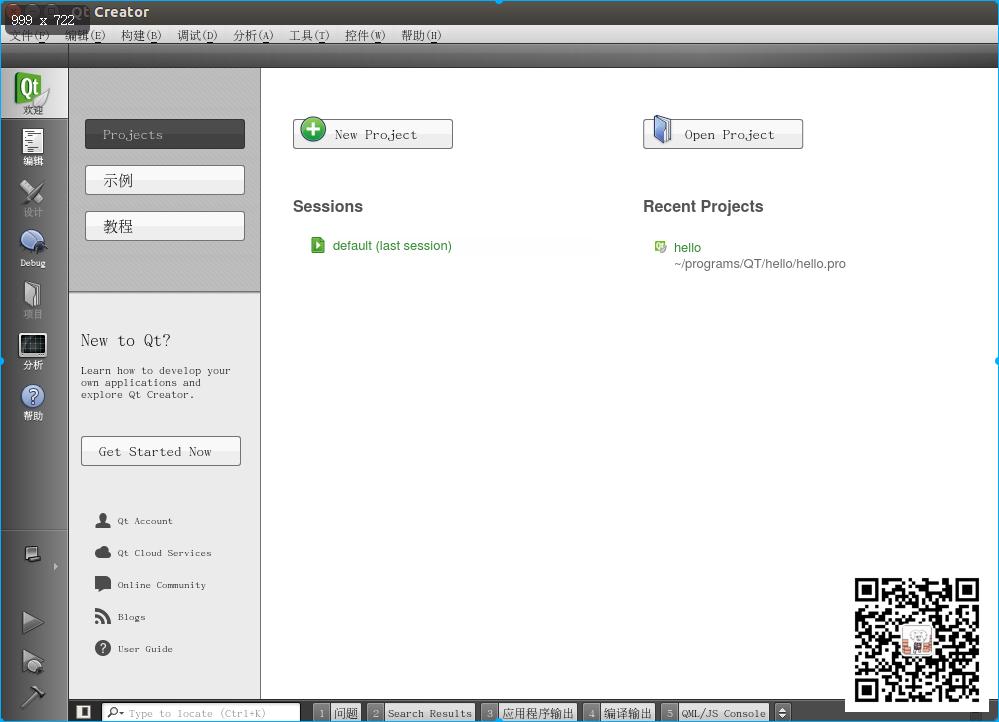 Qt Creator
999 x 722
文件(F) 编辑(E) 构建(B) 调试(D) 分析(A) 工具(T) 控件(W) 帮助(H)
Qt
欢迎
编辑
设计
Debug
项目
分析
帮助
Projects
示例
教程
New to Qt?
Learn how to develop your
own applications and
explore Qt Creator.
Get Started Now
Qt Account
Qt Cloud Services
Online Community
Blogs
User Guide
New Project
Open Project
Sessions
default (last session)
Recent Projects
hello
~/programs/QT/hello/hello.pro
Type to locate (Ctrl+K) 1 问题 2 Search Results 3 应用程序输出 4 编译输出 5 QML/JS Console